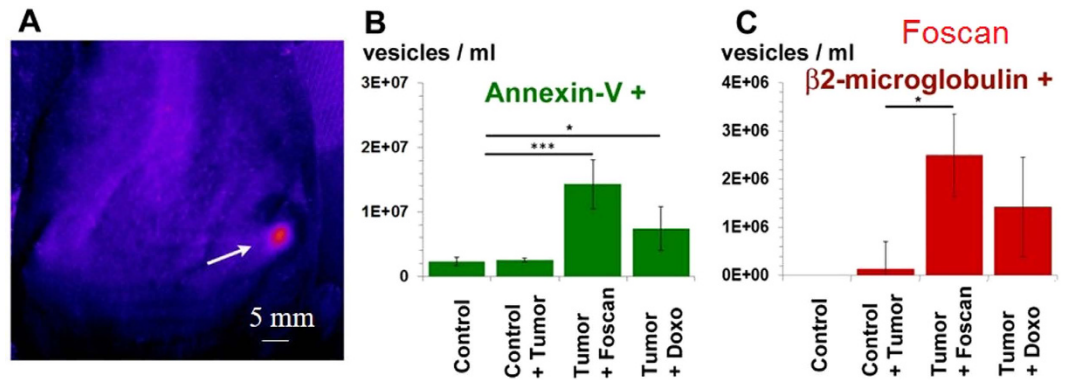 A
5 mm
B
vesicles / ml
Annexin-V +
3E+07
2E+07
1E+07
0
*
***
Control
Control
+ Tumor
Tumor
+ Foscan
Tumor
+ Doxo
C
Foscan
vesicles / ml
β2-microglobulin +
4E+06
3E+06
2E+06
1E+06
0E+00
*
Control
Control
+ Tumor
Tumor
+ Foscan
Tumor
+ Doxo